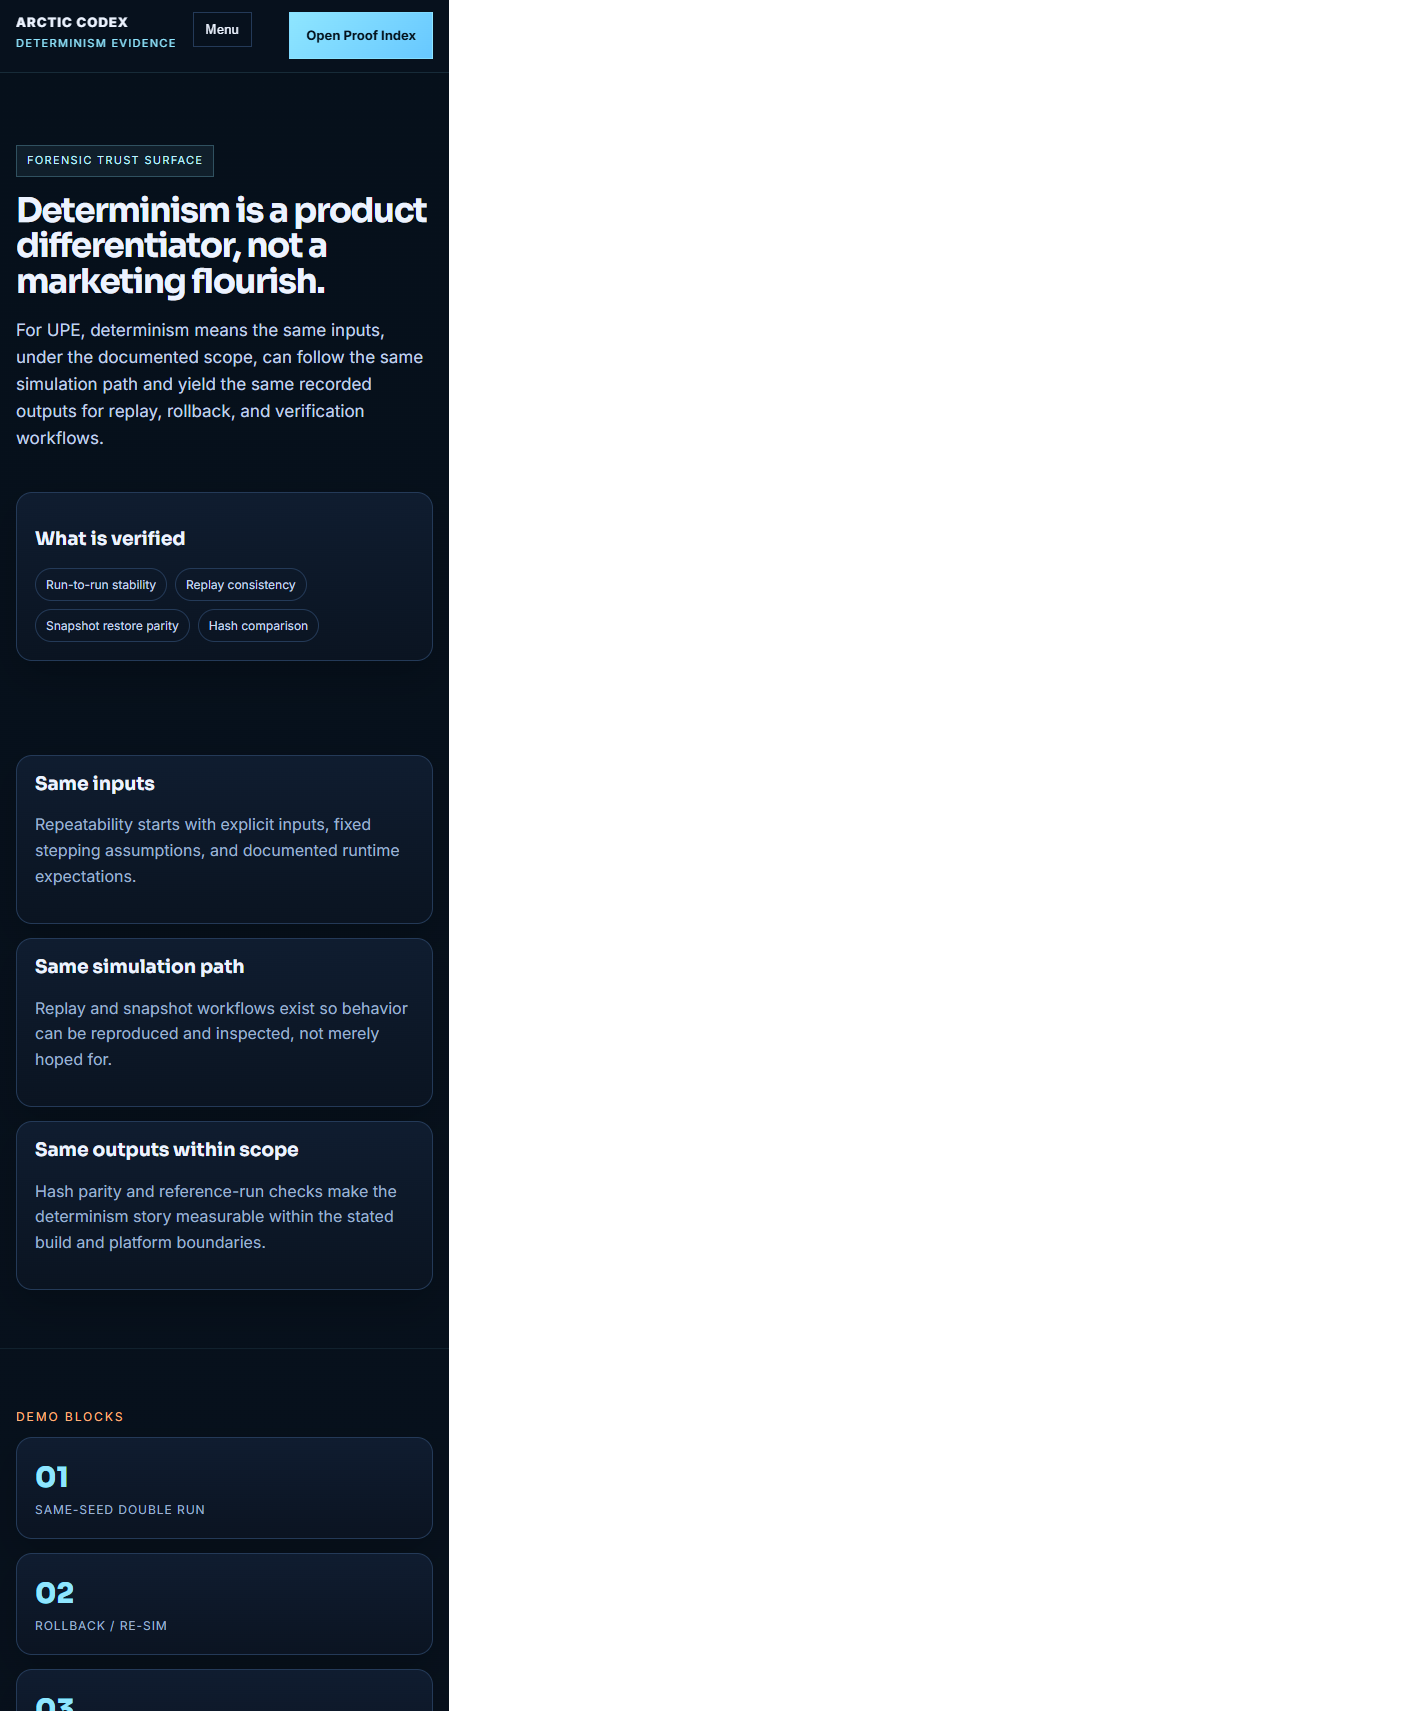 ARCTIC CODEX
DETERMINISM EVIDENCE
Menu
Open Proof Index
FORENSIC TRUST SURFACE
Determinism is a product
differentiator, not a
marketing flourish.
For UPE, determinism means the same inputs,
under the documented scope, can follow the same
simulation path and yield the same recorded
outputs for replay, rollback, and verification
workflows.
What is verified
Run-to-run stability
Replay consistency
Snapshot restore parity
Hash comparison
Same inputs
Repeatability starts with explicit inputs, fixed
stepping assumptions, and documented runtime
expectations.
Same simulation path
Replay and snapshot workflows exist so behavior
can be reproduced and inspected, not merely
hoped for.
Same outputs within scope
Hash parity and reference-run checks make the
determinism story measurable within the stated
build and platform boundaries.
DEMO BLOCKS
01
SAME-SEED DOUBLE RUN
02
ROLLBACK / RE-SIM
03